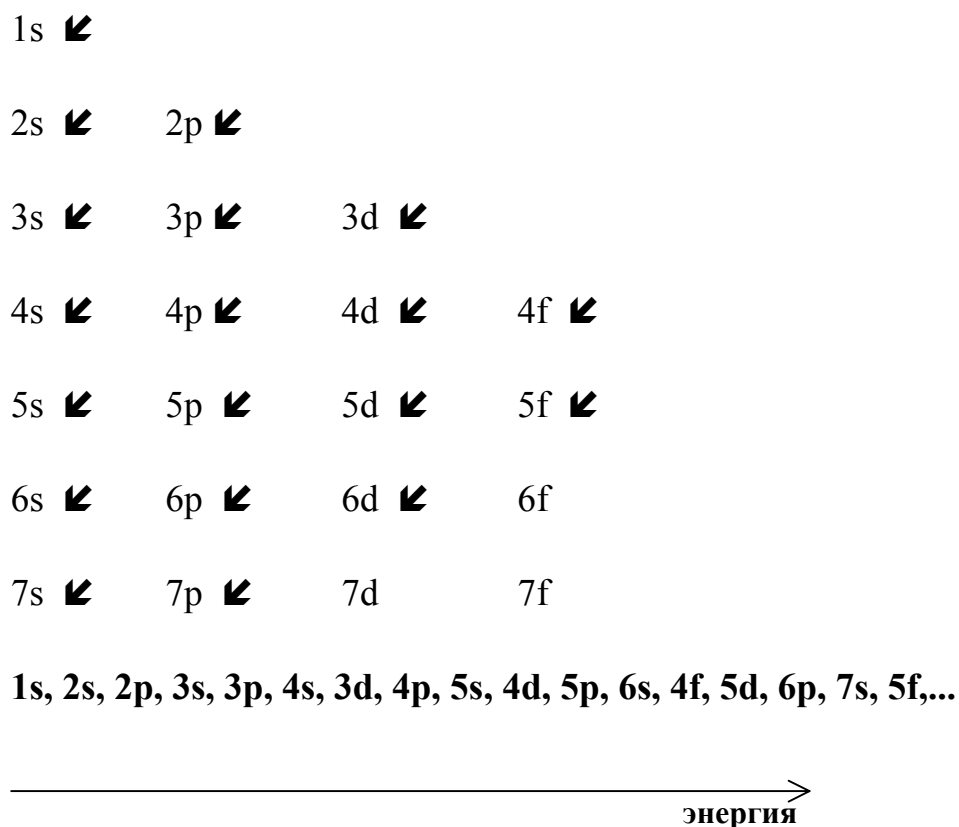 1s 🡿
2s 🡿 2p 🡿
3s 🡿 3p 🡿 3d 🡿
4s 🡿 4p 🡿 4d 🡿 4f 🡿
5s 🡿 5p 🡿 5d 🡿 5f 🡿
6s 🡿 6p 🡿 6d 🡿 6f
7s 🡿 7p 🡿 7d 7f
1s, 2s, 2p, 3s, 3p, 4s, 3d, 4p, 5s, 4d, 5p, 6s, 4f, 5d, 6p, 7s, 5f,...
энергия